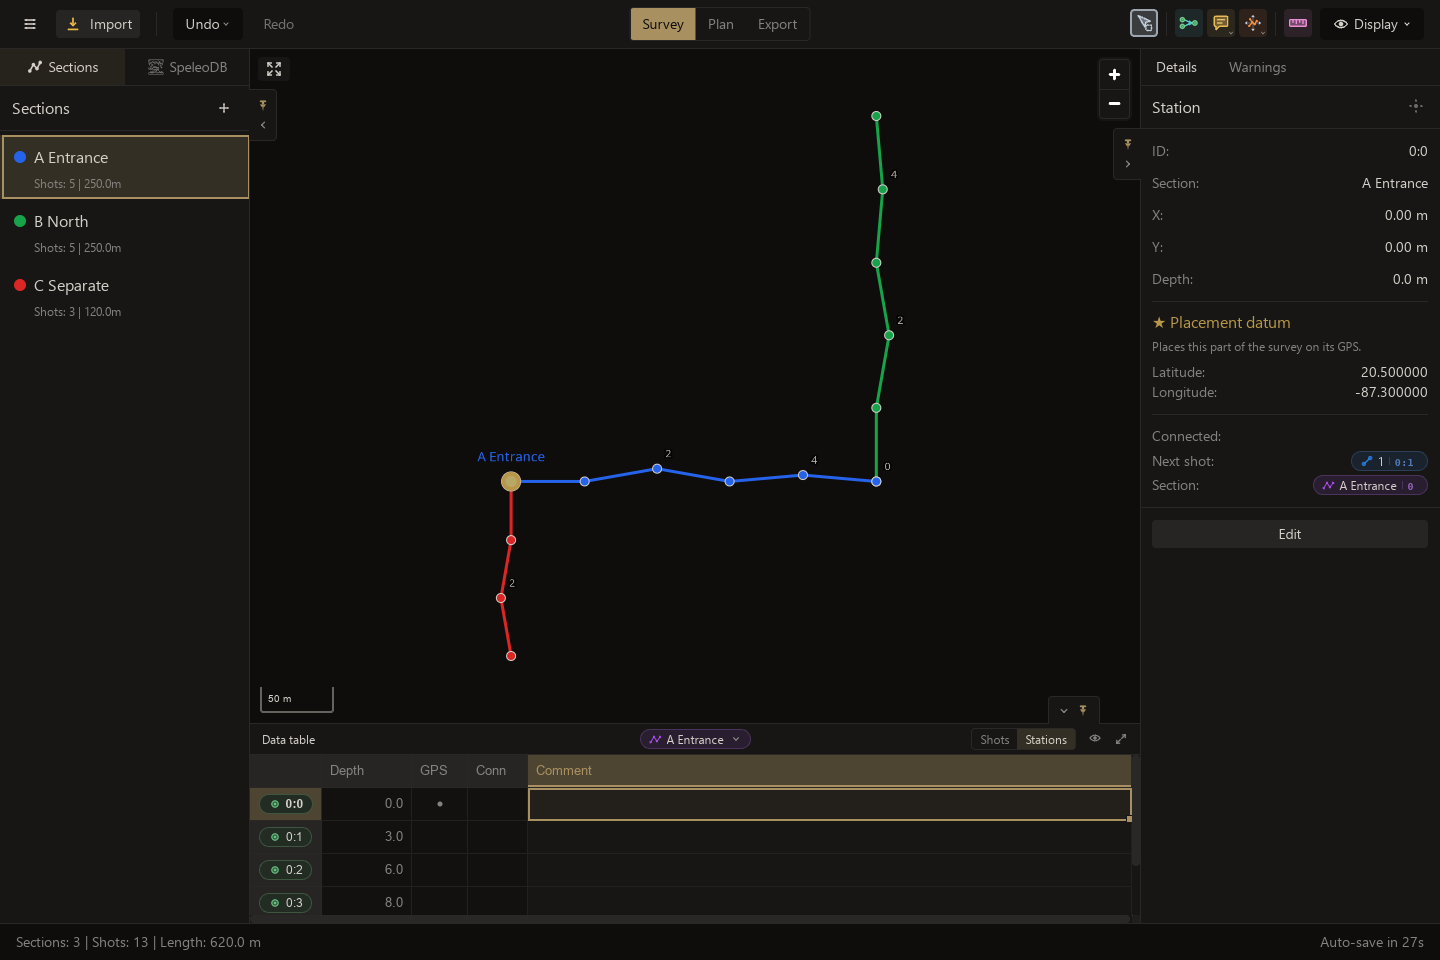 Import
Undo
Redo
Survey
Plan
Export
Display
Sections
SpeleoDB
Details
Warnings
Sections
A Entrance
Shots: 5 | 250.0m
B North
Shots: 5 | 250.0m
C Separate
Shots: 3 | 120.0m
4
2
0
A Entrance
2
4
2
50 m
Station
ID: 0:0
Section: A Entrance
X: 0.00 m
Y: 0.00 m
Depth: 0.0 m
★ Placement datum
Places this part of the survey on its GPS.
Latitude: 20.500000
Longitude: -87.300000
Connected:
Next shot: 1 | 0:1
Section: A Entrance | 0
Edit
Data table
A Entrance
Shots
Stations
Depth GPS Conn Comment
0:0 0.0 •
0:1 3.0
0:2 6.0
0:3 8.0
Sections: 3 | Shots: 13 | Length: 620.0 m
Auto-save in 27s